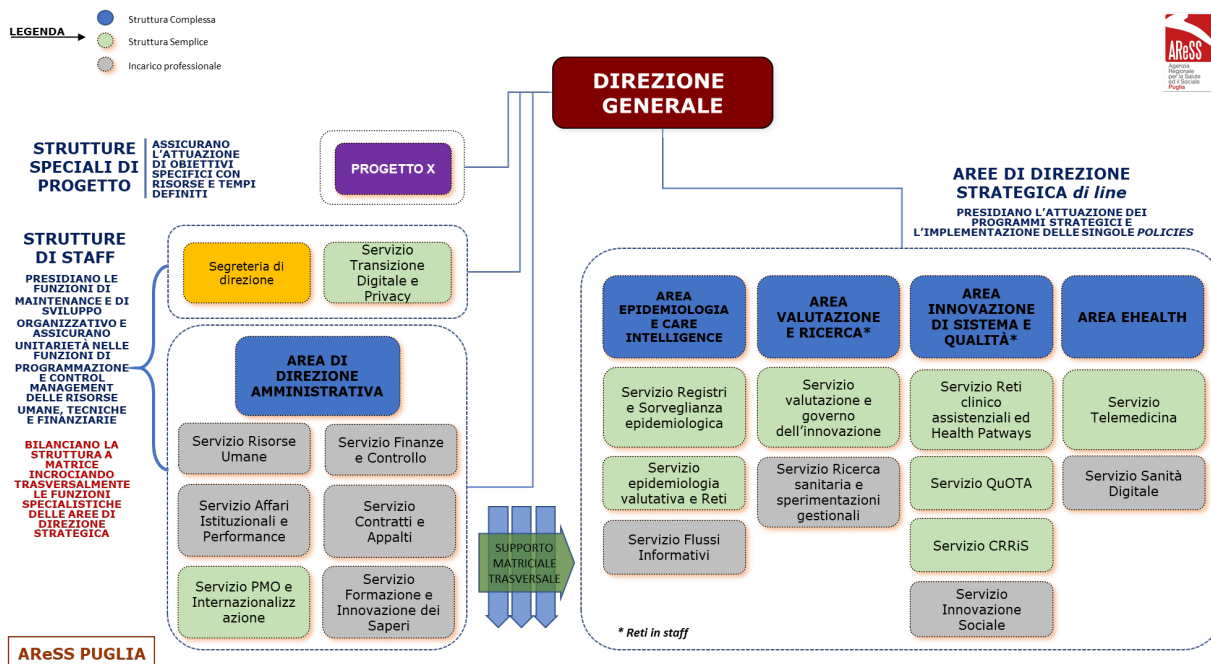 LEGENDA
Struttura Complessa
Struttura Semplice
Incarico professionale
DIREZIONE
GENERALE
AReSS
Agenzia
Regionale
per la Salute
ed il Sociale
Puglia
STRUTTURE
SPECIALI DI
PROGETTO
ASSICURANO
L'ATTUAZIONE
DI OBIETTIVI
SPECIFICI CON
RISORSE E TEMPI
DEFINITI
PROGETTO X
AREE DI DIREZIONE
STRATEGICA di line
PRESIDIANO L'ATTUAZIONE DEI
PROGRAMMI STRATEGICI E
L'IMPLEMENTAZIONE DELLE SINGOLE POLICIES
STRUTTURE
DI STAFF
PRESIDIANO LE
FUNZIONI DI
MAINTENANCE E DI
SVILUPPO
ORGANIZZATIVO E
ASSICURANO
UNITARIETÀ NELLE
FUNZIONI DI
PROGRAMMAZIONE
E CONTROL
MANAGEMENT
DELLE RISORSE
UMANE, TECNICHE
E FINANZIARIE
BILANCIANO LA
STRUTTURA A
MATRICE
INCROCIANDO
TRASVERSALMENTE
LE FUNZIONI
SPECIALISTICHE
DELLE AREE DI
DIREZIONE
STRATEGICA
Segreteria di
direzione
Servizio
Transizione
Digitale e
Privacy
AREA DI
DIREZIONE
AMMINISTRATIVA
Servizio Risorse
Umane
Servizio Finanze
e Controllo
Servizio Affari
Istituzionali e
Performance
Servizio
Contratti e
Appalti
Servizio PMO e
Internazionalizz
azione
Servizio
Formazione e
Innovazione dei
Saperi
SUPPORTO
MATRICIALE
TRASVERSALE
AREA
EPIDEMIOLOGIA
E CARE
INTELLIGENCE
Servizio Registri
e Sorveglianza
epidemiologica
Servizio
epidemiologia
valutativa e Reti
Servizio Flussi
Informativi
AREA
VALUTAZIONE
E RICERCA*
Servizio
valutazione e
governo
dell'innovazione
Servizio Ricerca
sanitaria e
sperimentazioni
gestionali
AREA
INNOVAZIONE
DI SISTEMA E
QUALITÀ*
Servizio Reti
clinico
assistenziali ed
Health Patways
Servizio QuOTA
Servizio CRRiS
Servizio
Innovazione
Sociale
AREA EHEALTH
Servizio
Telemedicina
Servizio Sanità
Digitale
* Reti in staff
AReSS PUGLIA